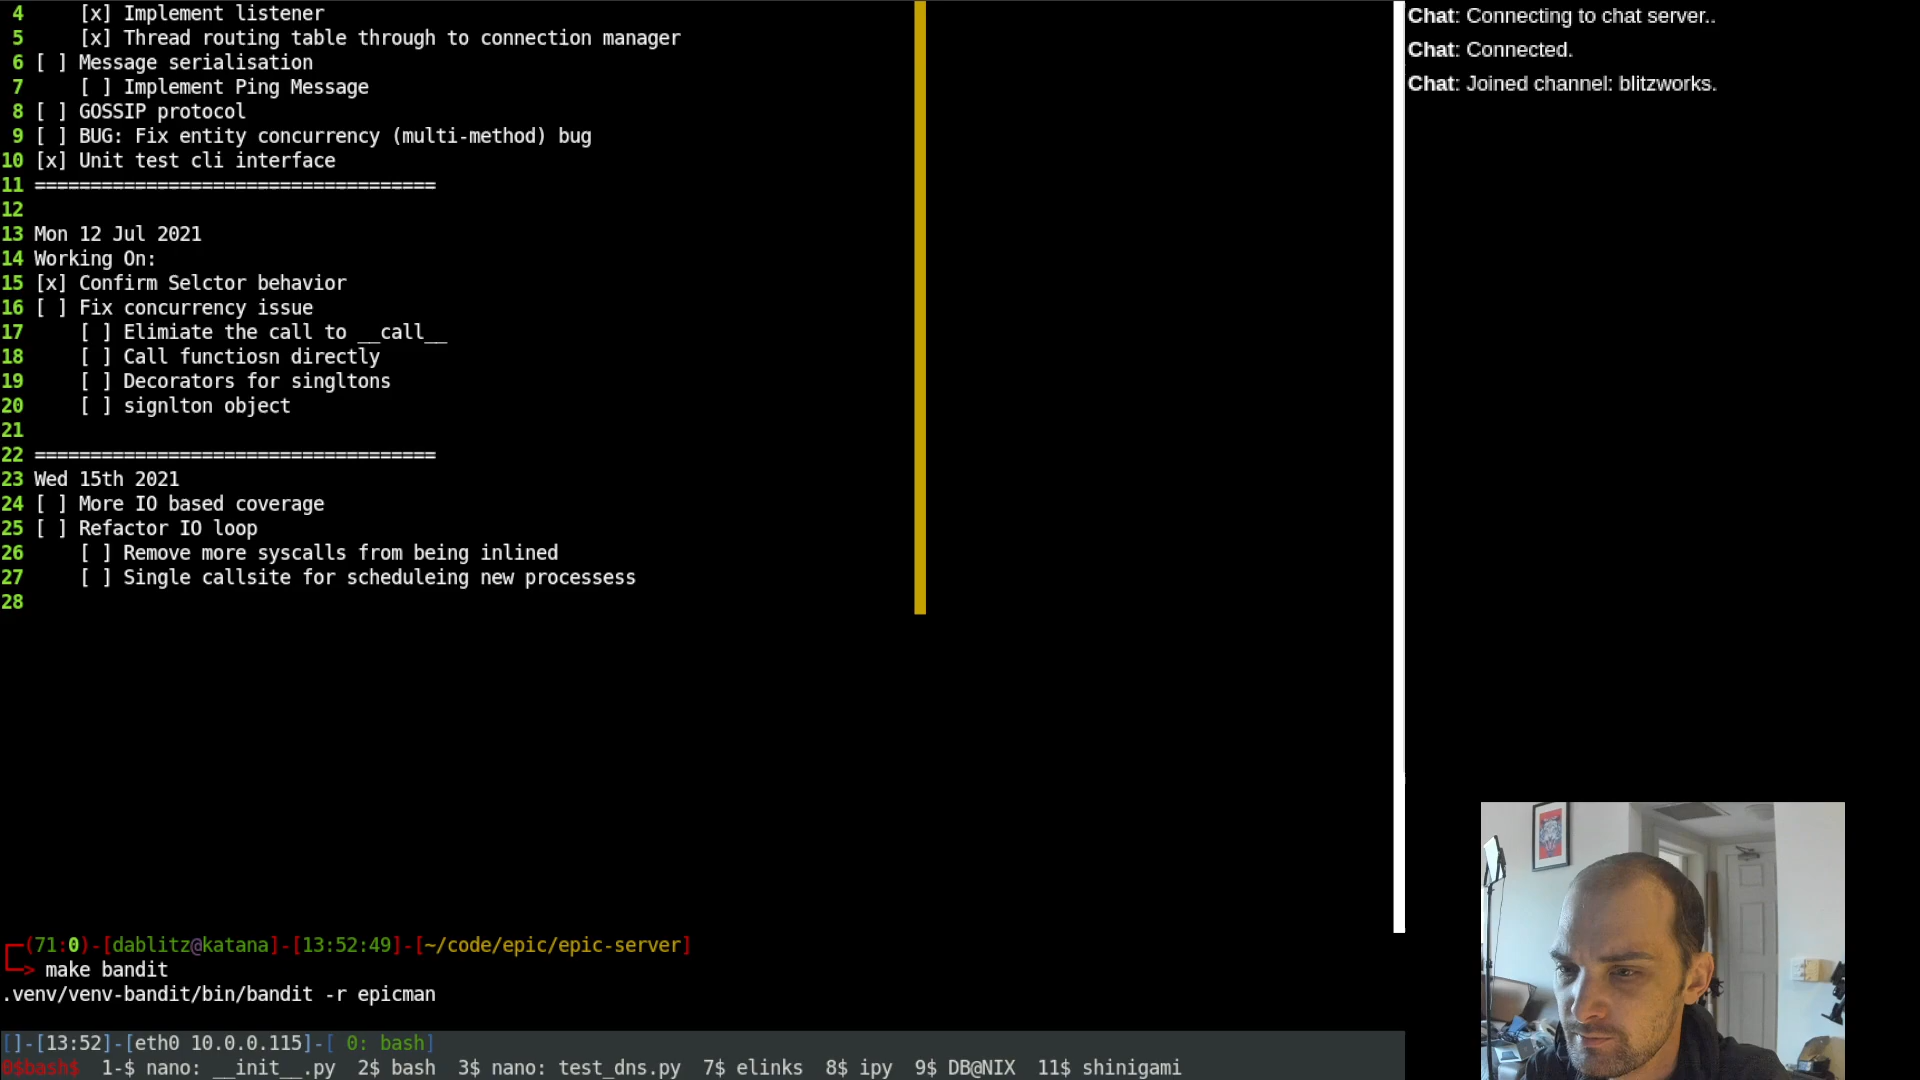 4     [x] Implement listener
5     [x] Thread routing table through to connection manager
6 [ ] Message serialisation
7     [ ] Implement Ping Message
8 [ ] GOSSIP protocol
9 [ ] BUG: Fix entity concurrency (multi-method) bug
10 [x] Unit test cli interface
11 ====================================
12
13 Mon 12 Jul 2021
14 Working On:
15 [x] Confirm Selctor behavior
16 [ ] Fix concurrency issue
17     [ ] Elimiate the call to __call__
18     [ ] Call functiosn directly
19     [ ] Decorators for singltons
20     [ ] signlton object
21
22 ====================================
23 Wed 15th 2021
24 [ ] More IO based coverage
25 [ ] Refactor IO loop
26     [ ] Remove more syscalls from being inlined
27     [ ] Single callsite for scheduleing new processess
28
(71:0)-[dablitz@katana]-[13:52:49]-[~/code/epic/epic-server]
> make bandit
.venv/venv-bandit/bin/bandit -r epicman
[]-[13:52]-[eth0 10.0.0.115]-[ 0: bash]
0$bash$  1-$ nano: __init__.py  2$ bash  3$ nano: test_dns.py  7$ elinks  8$ ipy  9$ DB@NIX  11$ shinigami
Chat: Connecting to chat server..
Chat: Connected.
Chat: Joined channel: blitzworks.